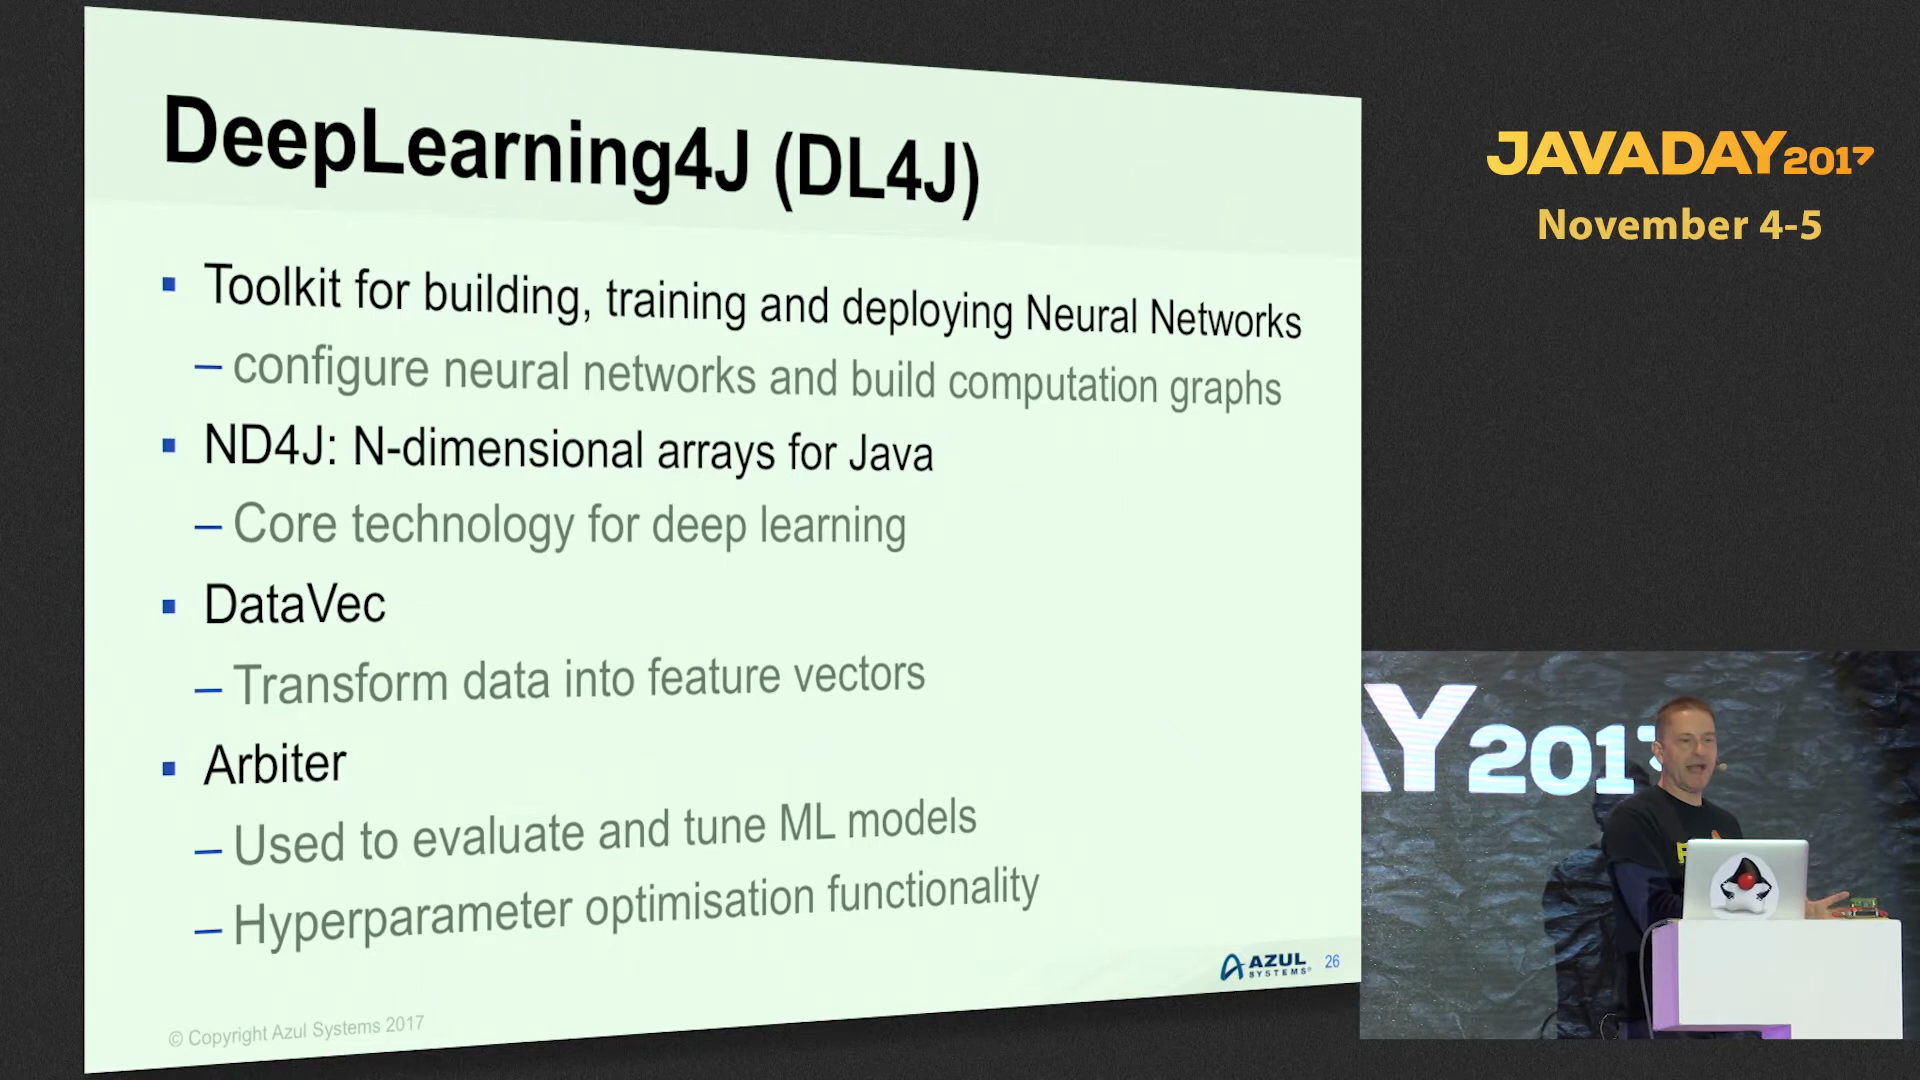 DeepLearning4J (DL4J)
▪ Toolkit for building, training and deploying Neural Networks
– configure neural networks and build computation graphs
▪ ND4J: N-dimensional arrays for Java
– Core technology for deep learning
▪ DataVec
– Transform data into feature vectors
▪ Arbiter
– Used to evaluate and tune ML models
– Hyperparameter optimisation functionality
AZUL SYSTEMS® 26
© Copyright Azul Systems 2017
JAVADAY2017
November 4-5
AY2017